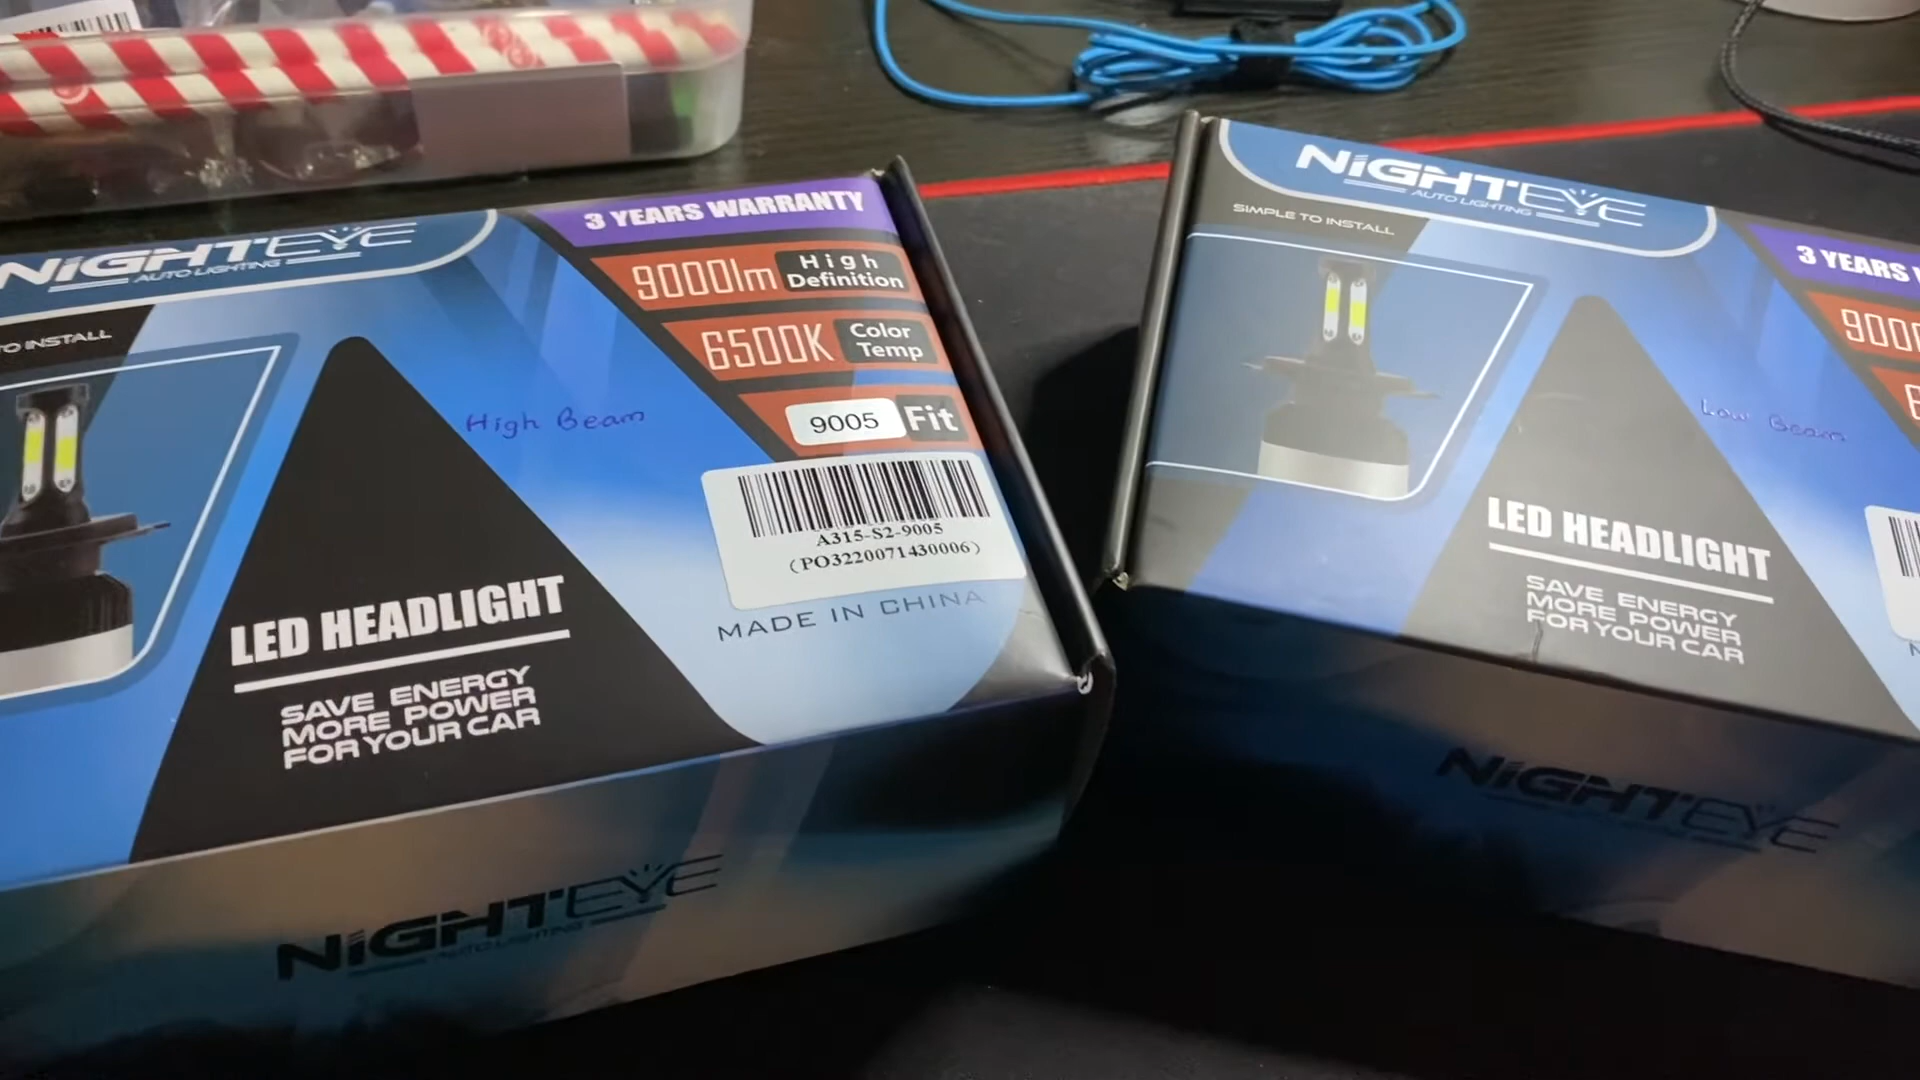 NiGHTEYE
AUTO LIGHTING
TO INSTALL
3 YEARS WARRANTY
9000lm High Definition
6500K Color Temp
9005 Fit
High Beam
A315-S2-9005
(PO3220071430006)
MADE IN CHINA
LED HEADLIGHT
SAVE ENERGY
MORE POWER
FOR YOUR CAR
NiGHTEYE
AUTO LIGHTING
NiGHTEYE
AUTO LIGHTING
SIMPLE TO INSTALL
3 YEARS
Low Beam
LED HEADLIGHT
SAVE ENERGY
MORE POWER
FOR YOUR CAR
NiGHTEYE